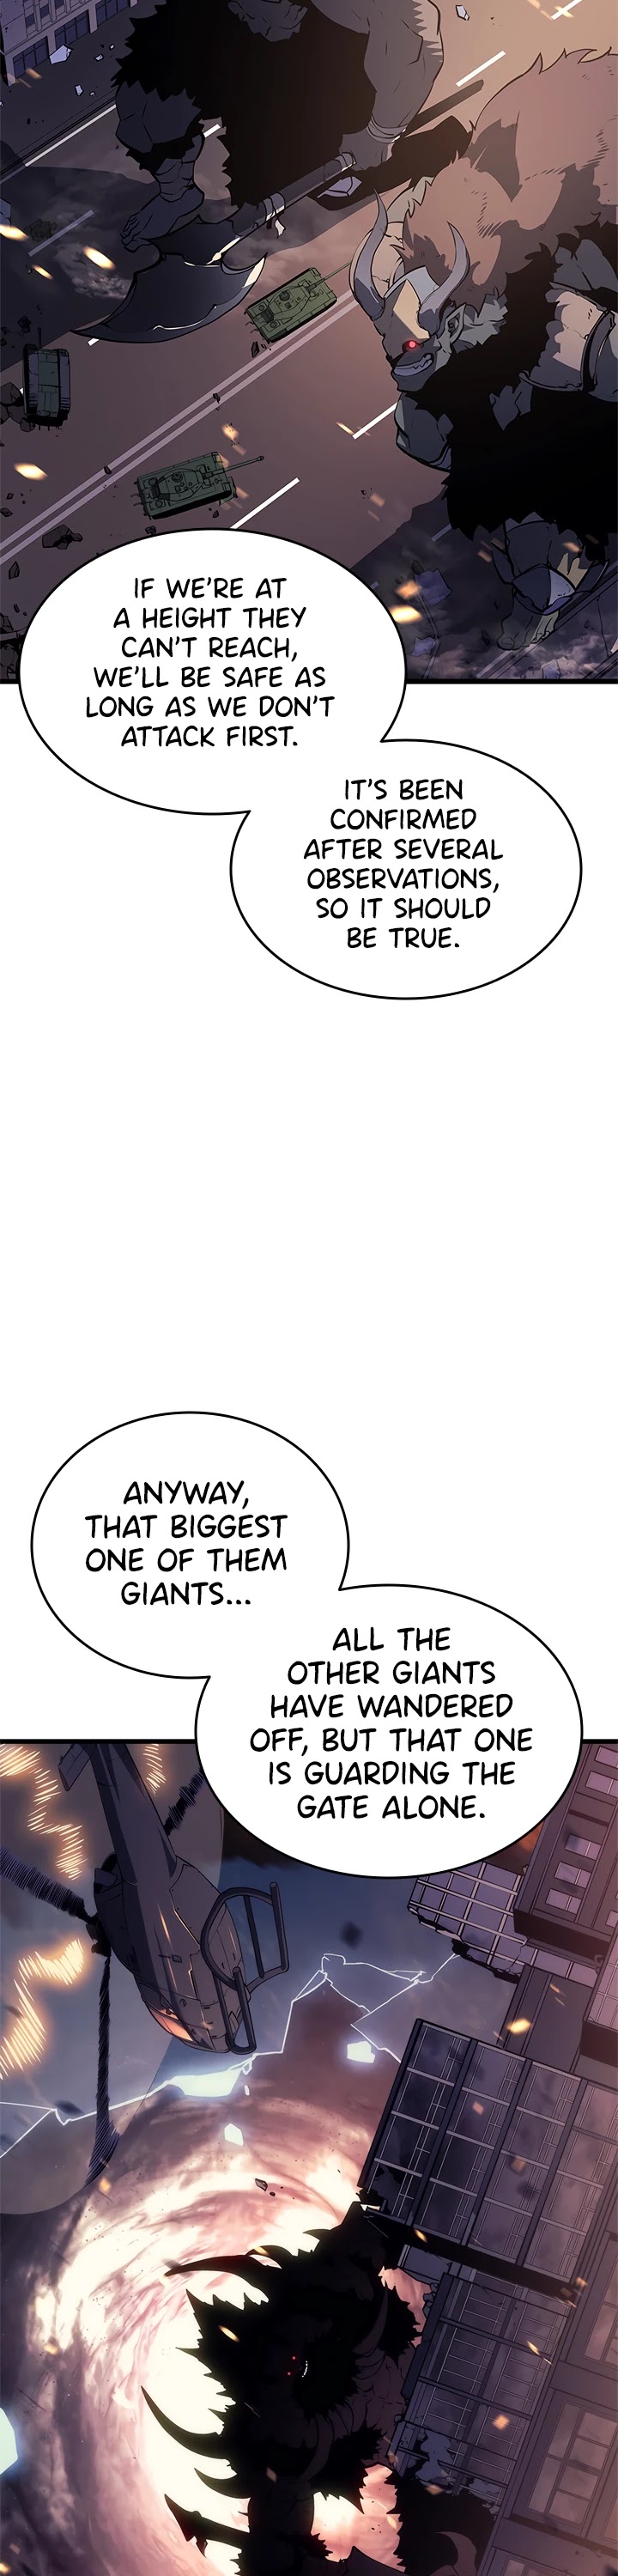 IF WE'RE AT
A HEIGHT THEY
CAN'T REACH,
WE'LL BE SAFE AS
LONG AS WE DON'T
ATTACK FIRST.
IT'S BEEN
CONFIRMED
AFTER SEVERAL
OBSERVATIONS,
SO IT SHOULD
BE TRUE.
ANYWAY,
THAT BIGGEST
ONE OF THEM
GIANTS...
ALL THE
OTHER GIANTS
HAVE WANDERED
OFF, BUT THAT ONE
IS GUARDING THE
GATE ALONE.